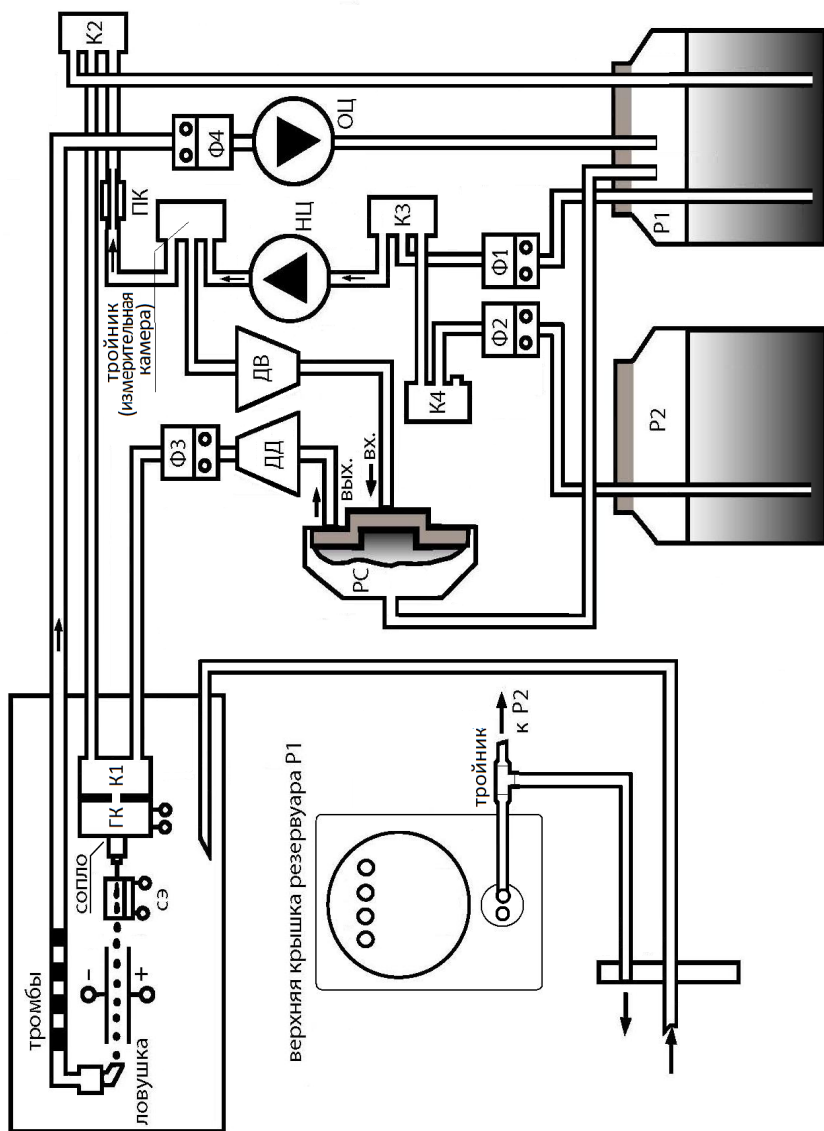 тромбы
ловушка
−
+
сэ
сопло
ГК
К1
Ф3
ДД
вых.
вх.
РС
ДВ
тройник
(измерительная
камера)
ПК
К2
Ф4
ОЦ
НЦ
К3
К4
Ф1
Ф2
Р1
Р2
верхняя крышка резервуара Р1
тройник
к Р2